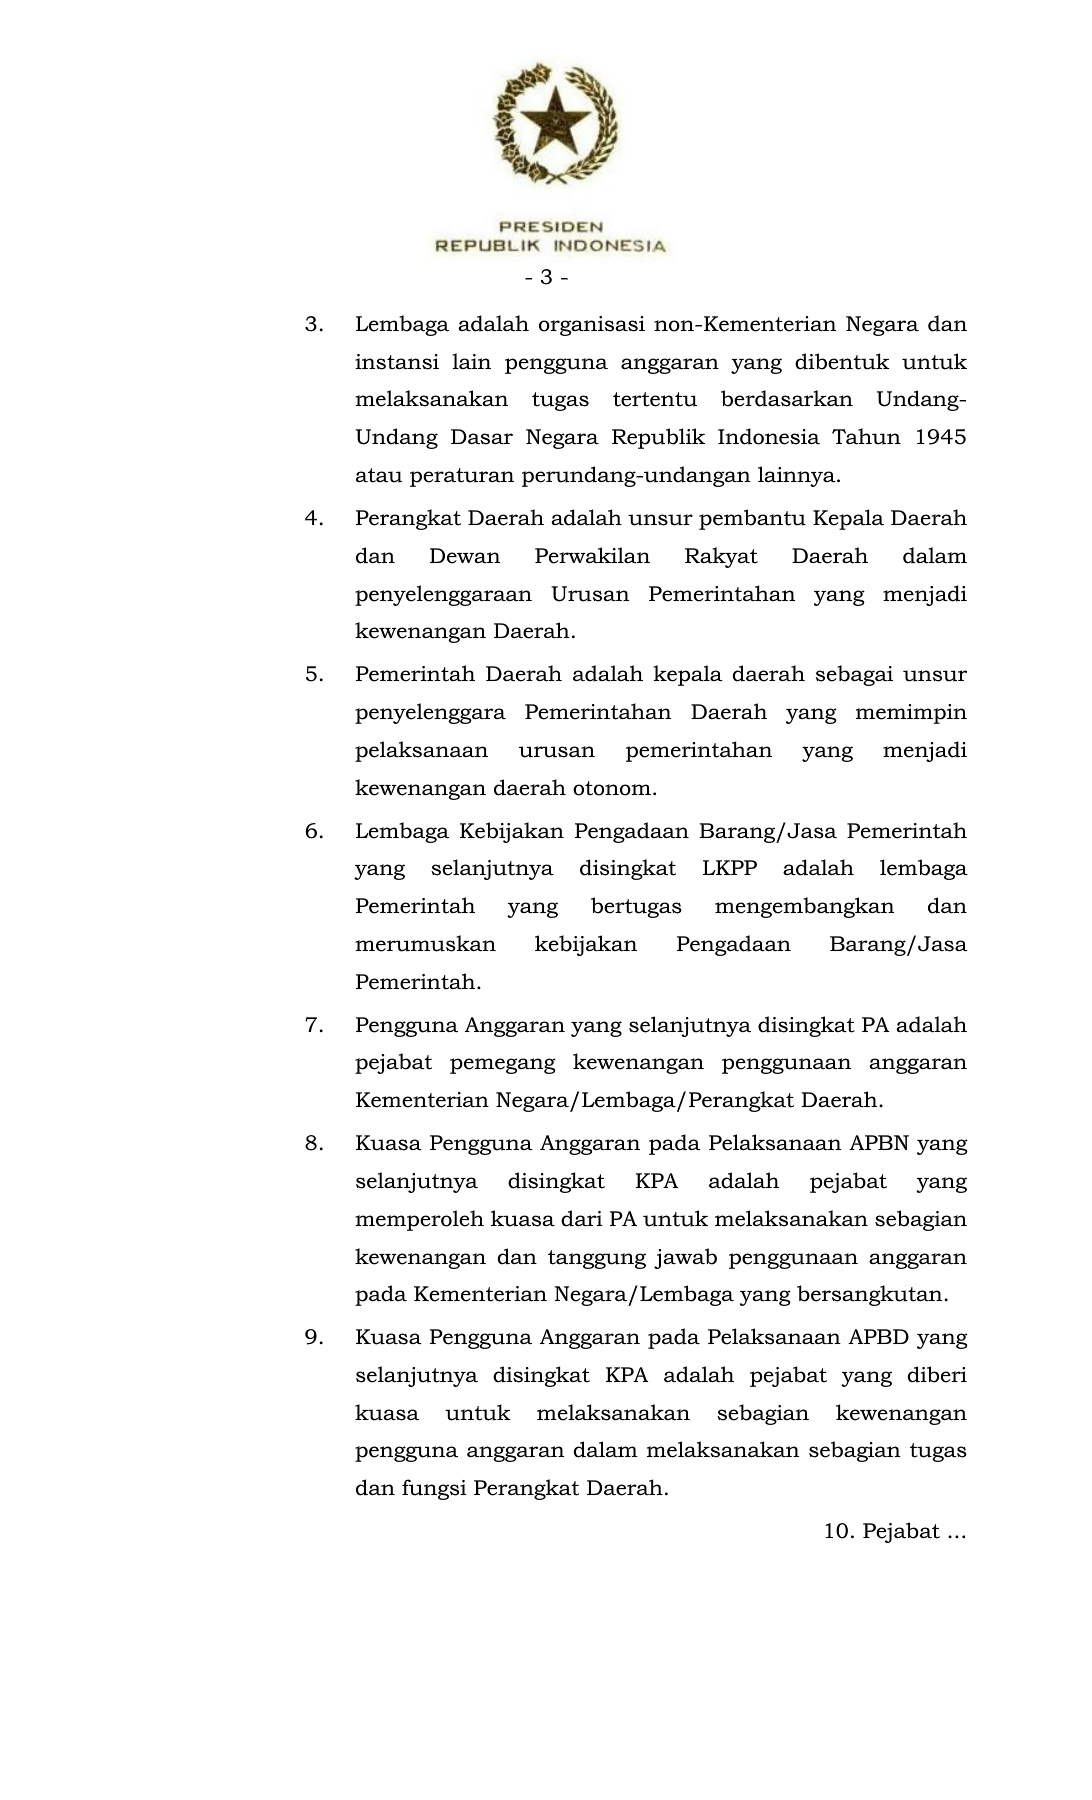 PRESIDEN
REPUBLIK INDONESIA
- 3 -
3. Lembaga adalah organisasi non-Kementerian Negara dan
instansi lain pengguna anggaran yang dibentuk untuk
melaksanakan tugas tertentu berdasarkan Undang-
Undang Dasar Negara Republik Indonesia Tahun 1945
atau peraturan perundang-undangan lainnya.
4. Perangkat Daerah adalah unsur pembantu Kepala Daerah
dan Dewan Perwakilan Rakyat Daerah dalam
penyelenggaraan Urusan Pemerintahan yang menjadi
kewenangan Daerah.
5. Pemerintah Daerah adalah kepala daerah sebagai unsur
penyelenggara Pemerintahan Daerah yang memimpin
pelaksanaan urusan pemerintahan yang menjadi
kewenangan daerah otonom.
6. Lembaga Kebijakan Pengadaan Barang/Jasa Pemerintah
yang selanjutnya disingkat LKPP adalah lembaga
Pemerintah yang bertugas mengembangkan dan
merumuskan kebijakan Pengadaan Barang/Jasa
Pemerintah.
7. Pengguna Anggaran yang selanjutnya disingkat PA adalah
pejabat pemegang kewenangan penggunaan anggaran
Kementerian Negara/Lembaga/Perangkat Daerah.
8. Kuasa Pengguna Anggaran pada Pelaksanaan APBN yang
selanjutnya disingkat KPA adalah pejabat yang
memperoleh kuasa dari PA untuk melaksanakan sebagian
kewenangan dan tanggung jawab penggunaan anggaran
pada Kementerian Negara/Lembaga yang bersangkutan.
9. Kuasa Pengguna Anggaran pada Pelaksanaan APBD yang
selanjutnya disingkat KPA adalah pejabat yang diberi
kuasa untuk melaksanakan sebagian kewenangan
pengguna anggaran dalam melaksanakan sebagian tugas
dan fungsi Perangkat Daerah.
10. Pejabat ...